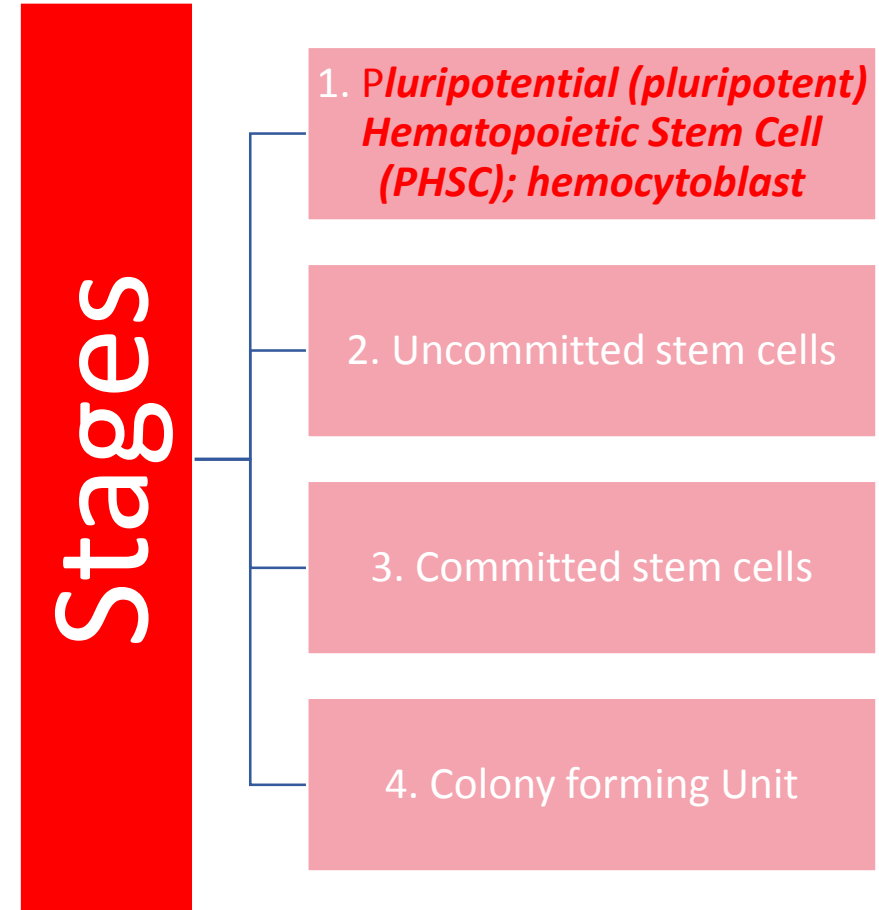 Stages
1. Pluripotential (pluripotent)
Hematopoietic Stem Cell
(PHSC); hemocytoblast
2. Uncommitted stem cells
3. Committed stem cells
4. Colony forming Unit